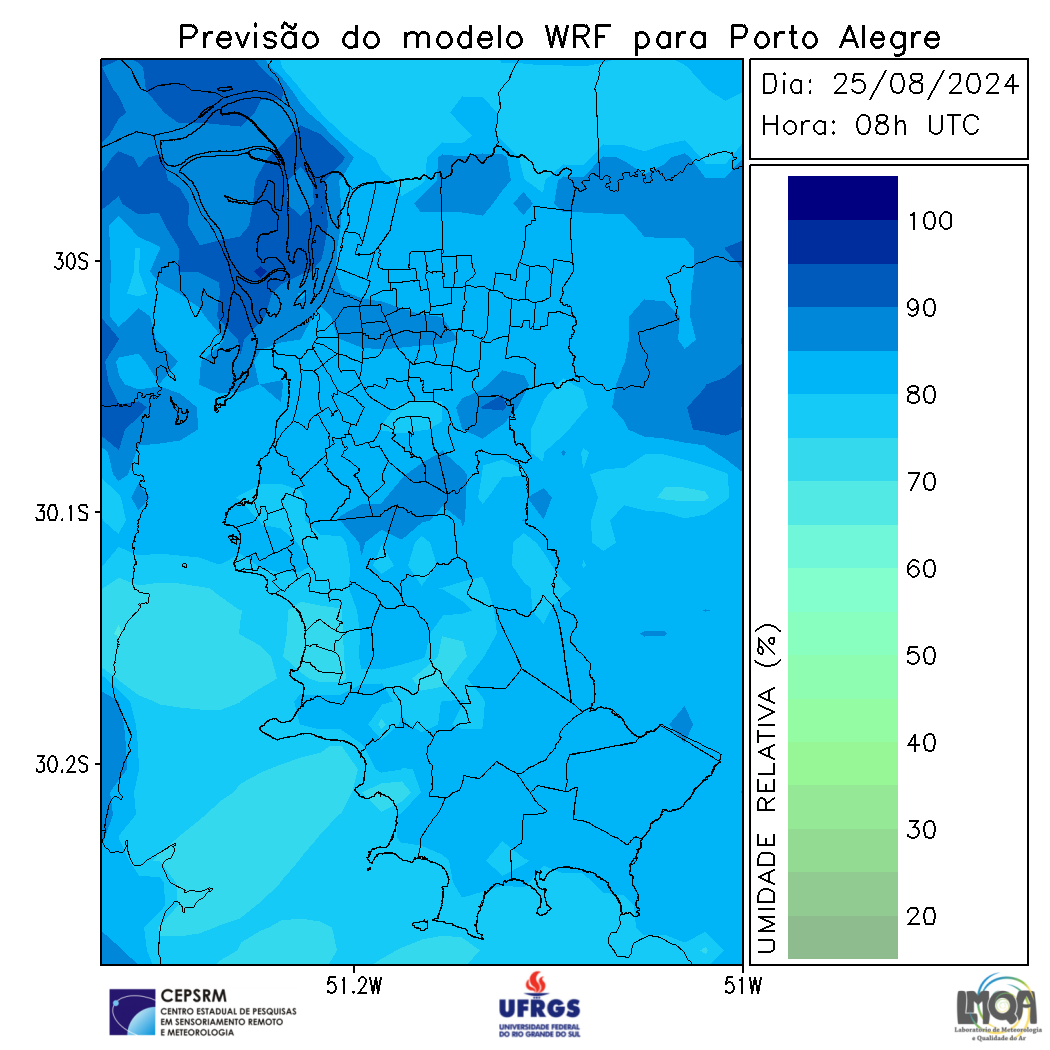 Previsão do modelo WRF para Porto Alegre
Dia: 25/08/2024
Hora: 08h UTC
30S
30.1S
30.2S
51.2W
51W
UMIDADE RELATIVA (%)
100
90
80
70
60
50
40
30
20
CEPSRM
CENTRO ESTADUAL DE PESQUISAS
EM SENSORIAMENTO REMOTO
E METEOROLOGIA
UFRGS
UNIVERSIDADE FEDERAL
DO RIO GRANDE DO SUL
LMQA
Laboratório de Meteorologia
e Qualidade do Ar